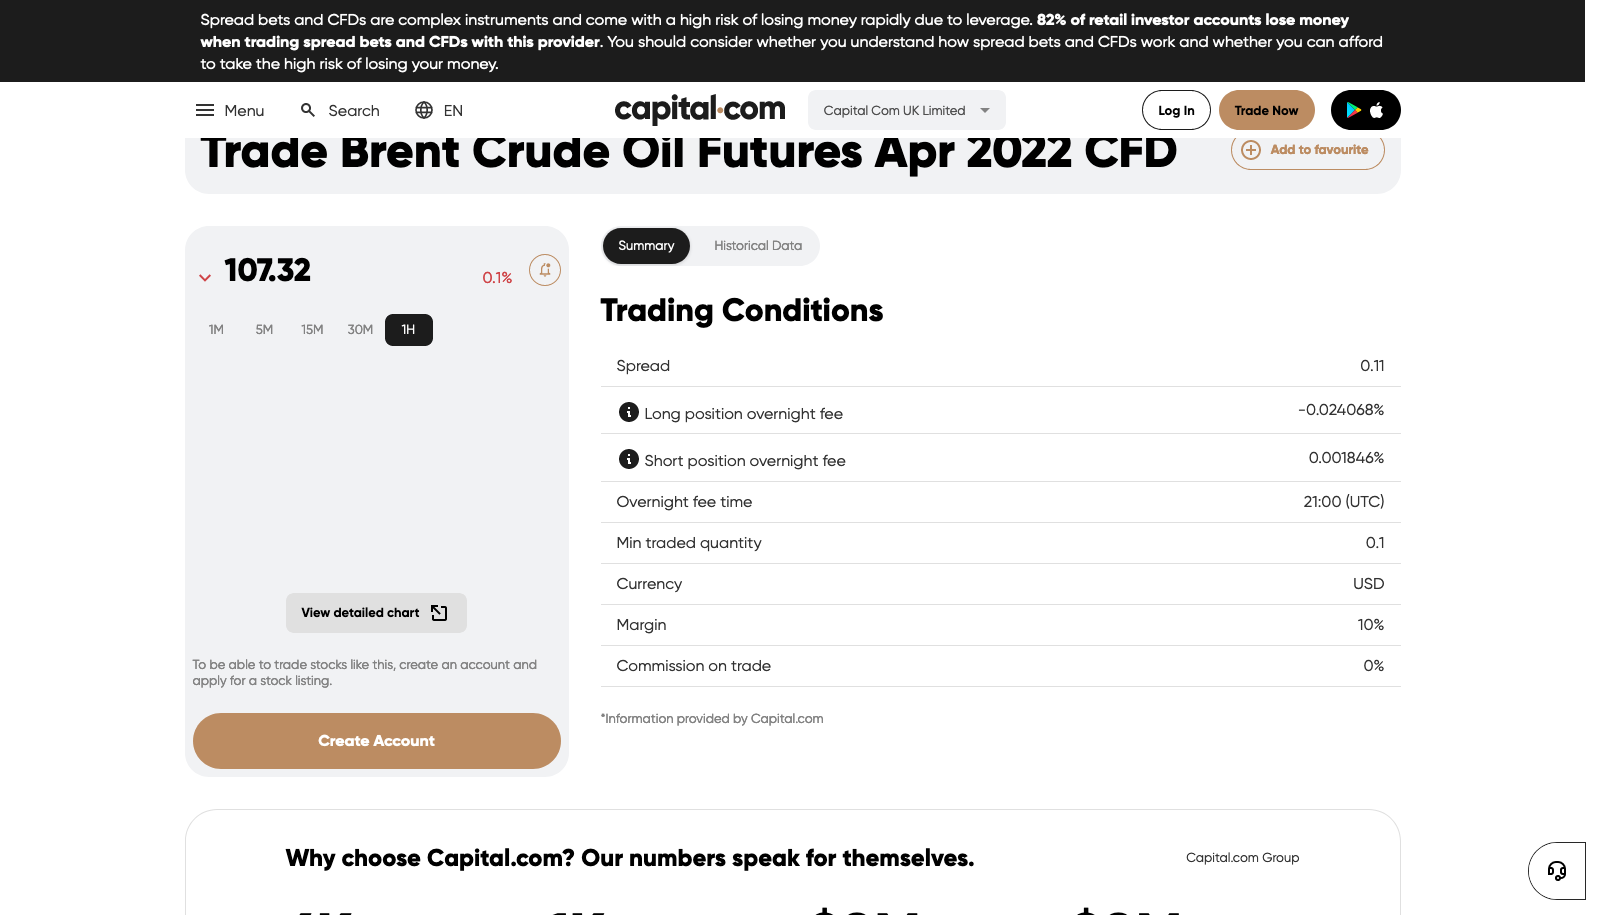 Spread bets and CFDs are complex instruments and come with a high risk of losing money rapidly due to leverage. 82% of retail investor accounts lose money
when trading spread bets and CFDs with this provider. You should consider whether you understand how spread bets and CFDs work and whether you can afford
to take the high risk of losing your money.
Menu Search EN capital.com Capital Com UK Limited Log In Trade Now
Trade Brent Crude Oil Futures Apr 2022 CFD Add to favourite
107.32 0.1%
1M 5M 15M 30M 1H
View detailed chart
To be able to trade stocks like this, create an account and
apply for a stock listing.
Create Account
Summary Historical Data
Trading Conditions
Spread 0.11
Long position overnight fee -0.024068%
Short position overnight fee 0.001846%
Overnight fee time 21:00 (UTC)
Min traded quantity 0.1
Currency USD
Margin 10%
Commission on trade 0%
*Information provided by Capital.com
Why choose Capital.com? Our numbers speak for themselves. Capital.com Group